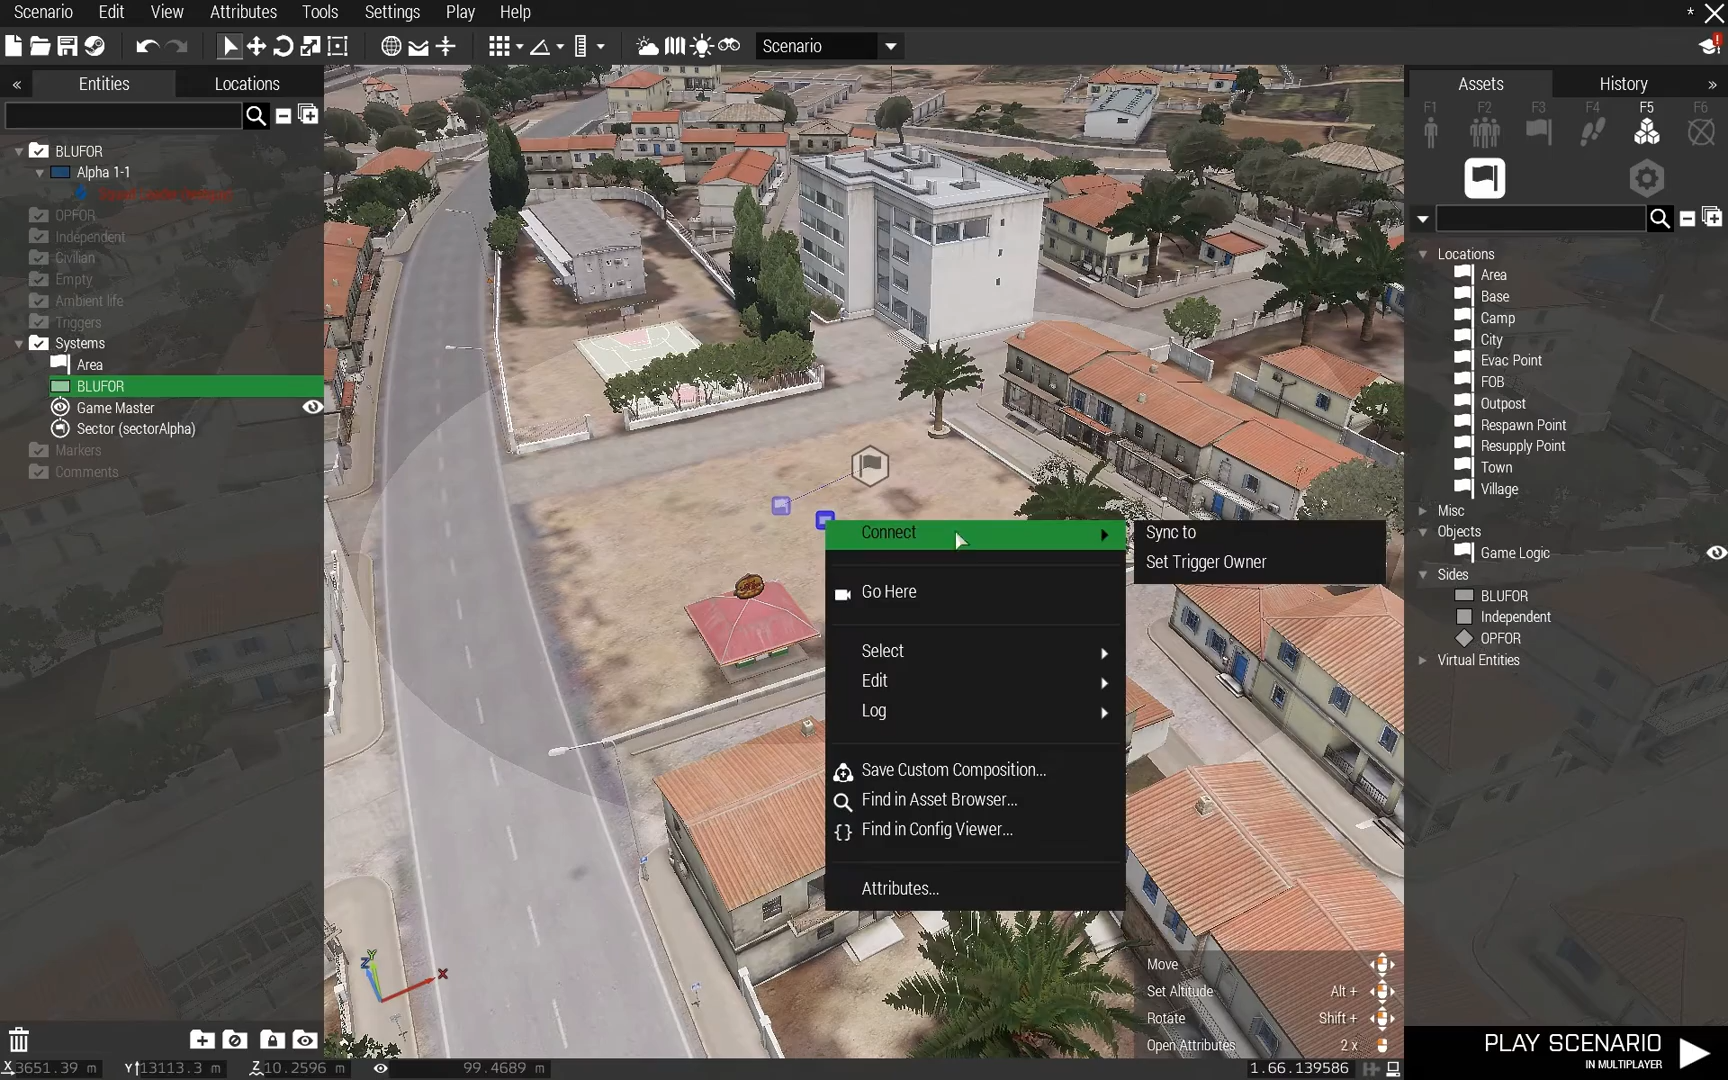 Scenario Edit View Attributes Tools Settings Play Help *
Scenario
« Entities Locations
BLUFOR
Alpha 1-1
OPFOR
Independent
Civilian
Empty
Ambient life
Triggers
Systems
Area
BLUFOR
Game Master
Sector (sectorAlpha)
Markers
Comments
Connect
Go Here
Select
Edit
Log
Save Custom Composition...
Find in Asset Browser...
Find in Config Viewer...
Attributes...
Sync to
Set Trigger Owner
Assets History »
F1 F2 F3 F4 F5 F6
Locations
Area
Base
Camp
City
Evac Point
FOB
Outpost
Respawn Point
Resupply Point
Town
Village
Misc
Objects
Game Logic
Sides
BLUFOR
Independent
OPFOR
Virtual Entities
Z Y X
Move
Set Altitude Alt +
Rotate Shift +
Open Attributes 2 x
PLAY SCENARIO
IN MULTIPLAYER
X 3651.39 m Y 13113.3 m Z 10.2596 m 99.4689 m 1.66.139586